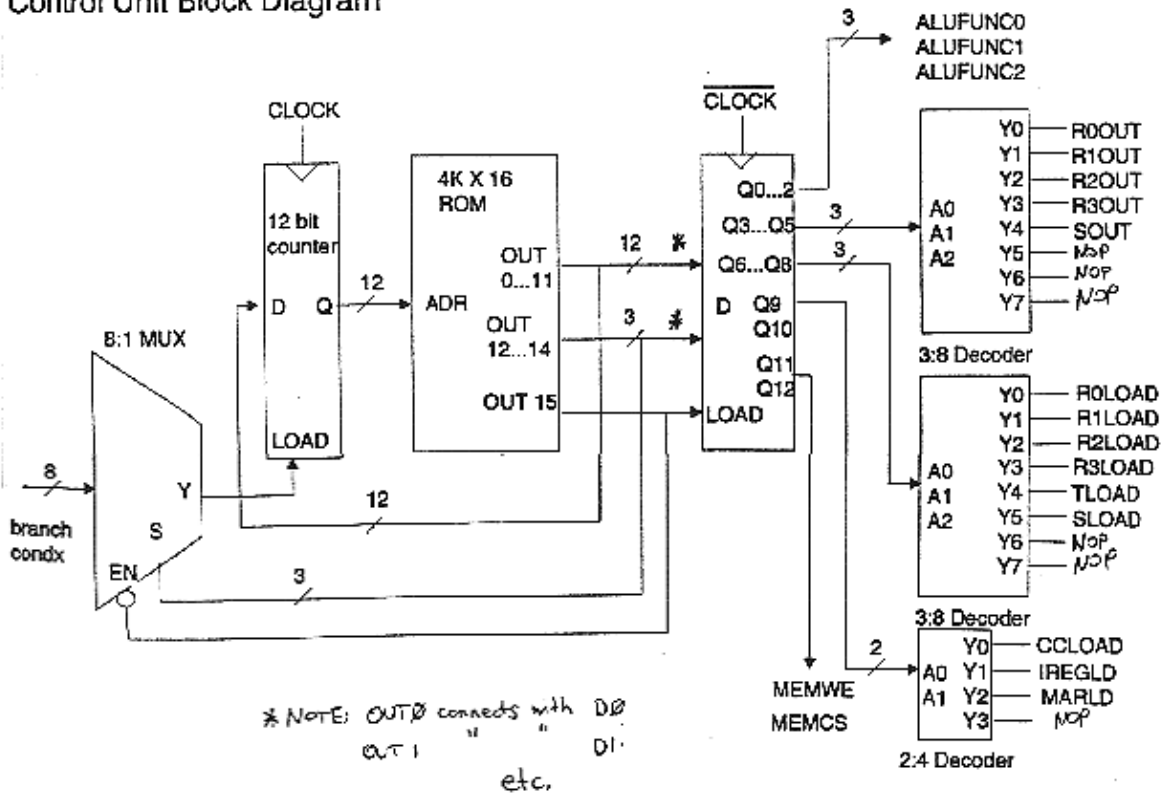 Control Unit Block Diagram
3
ALUFUNC0
ALUFUNC1
ALUFUNC2
CLOCK
12 bit
counter
D Q
LOAD
12
4K X 16
ROM
ADR
OUT
0...11
OUT
12...14
OUT 15
12 *
3 *
CLOCK
Q0...2
Q3...Q5
Q6...Q8
D Q9
Q10
Q11
Q12
LOAD
3
3
A0
A1
A2
Y0 R0OUT
Y1 R1OUT
Y2 R2OUT
Y3 R3OUT
Y4 SOUT
Y5 NOP
Y6 NOP
Y7 NOP
3:8 Decoder
A0
A1
A2
Y0 R0LOAD
Y1 R1LOAD
Y2 R2LOAD
Y3 R3LOAD
Y4 TLOAD
Y5 SLOAD
Y6 NOP
Y7 NOP
3:8 Decoder
2
A0
A1
Y0 CCLOAD
Y1 IREGLD
Y2 MARLD
Y3 NOP
2:4 Decoder
MEMWE
MEMCS
8:1 MUX
8
branch
condx
Y
S
EN
12
3
* NOTE: OUT0 connects with D0
OUT 1 " " D1.
etc.